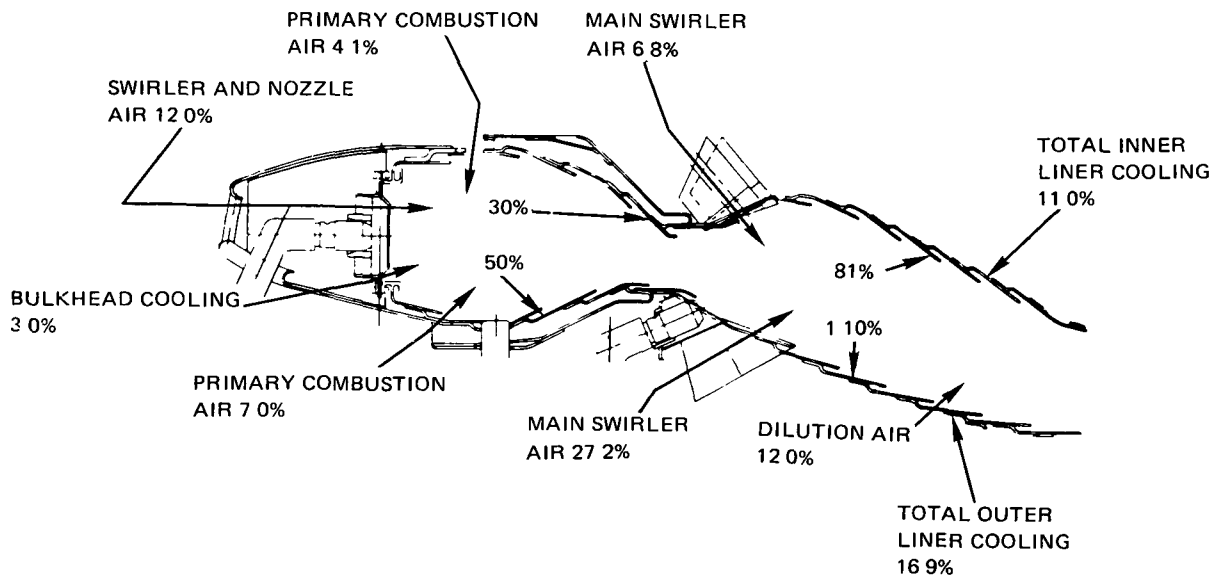 PRIMARY COMBUSTION
AIR 4 1%
MAIN SWIRLER
AIR 6 8%
SWIRLER AND NOZZLE
AIR 12 0%
TOTAL INNER
LINER COOLING
11 0%
30%
81%
50%
BULKHEAD COOLING
3 0%
1 10%
PRIMARY COMBUSTION
AIR 7 0%
MAIN SWIRLER
AIR 27 2%
DILUTION AIR
12 0%
TOTAL OUTER
LINER COOLING
16 9%